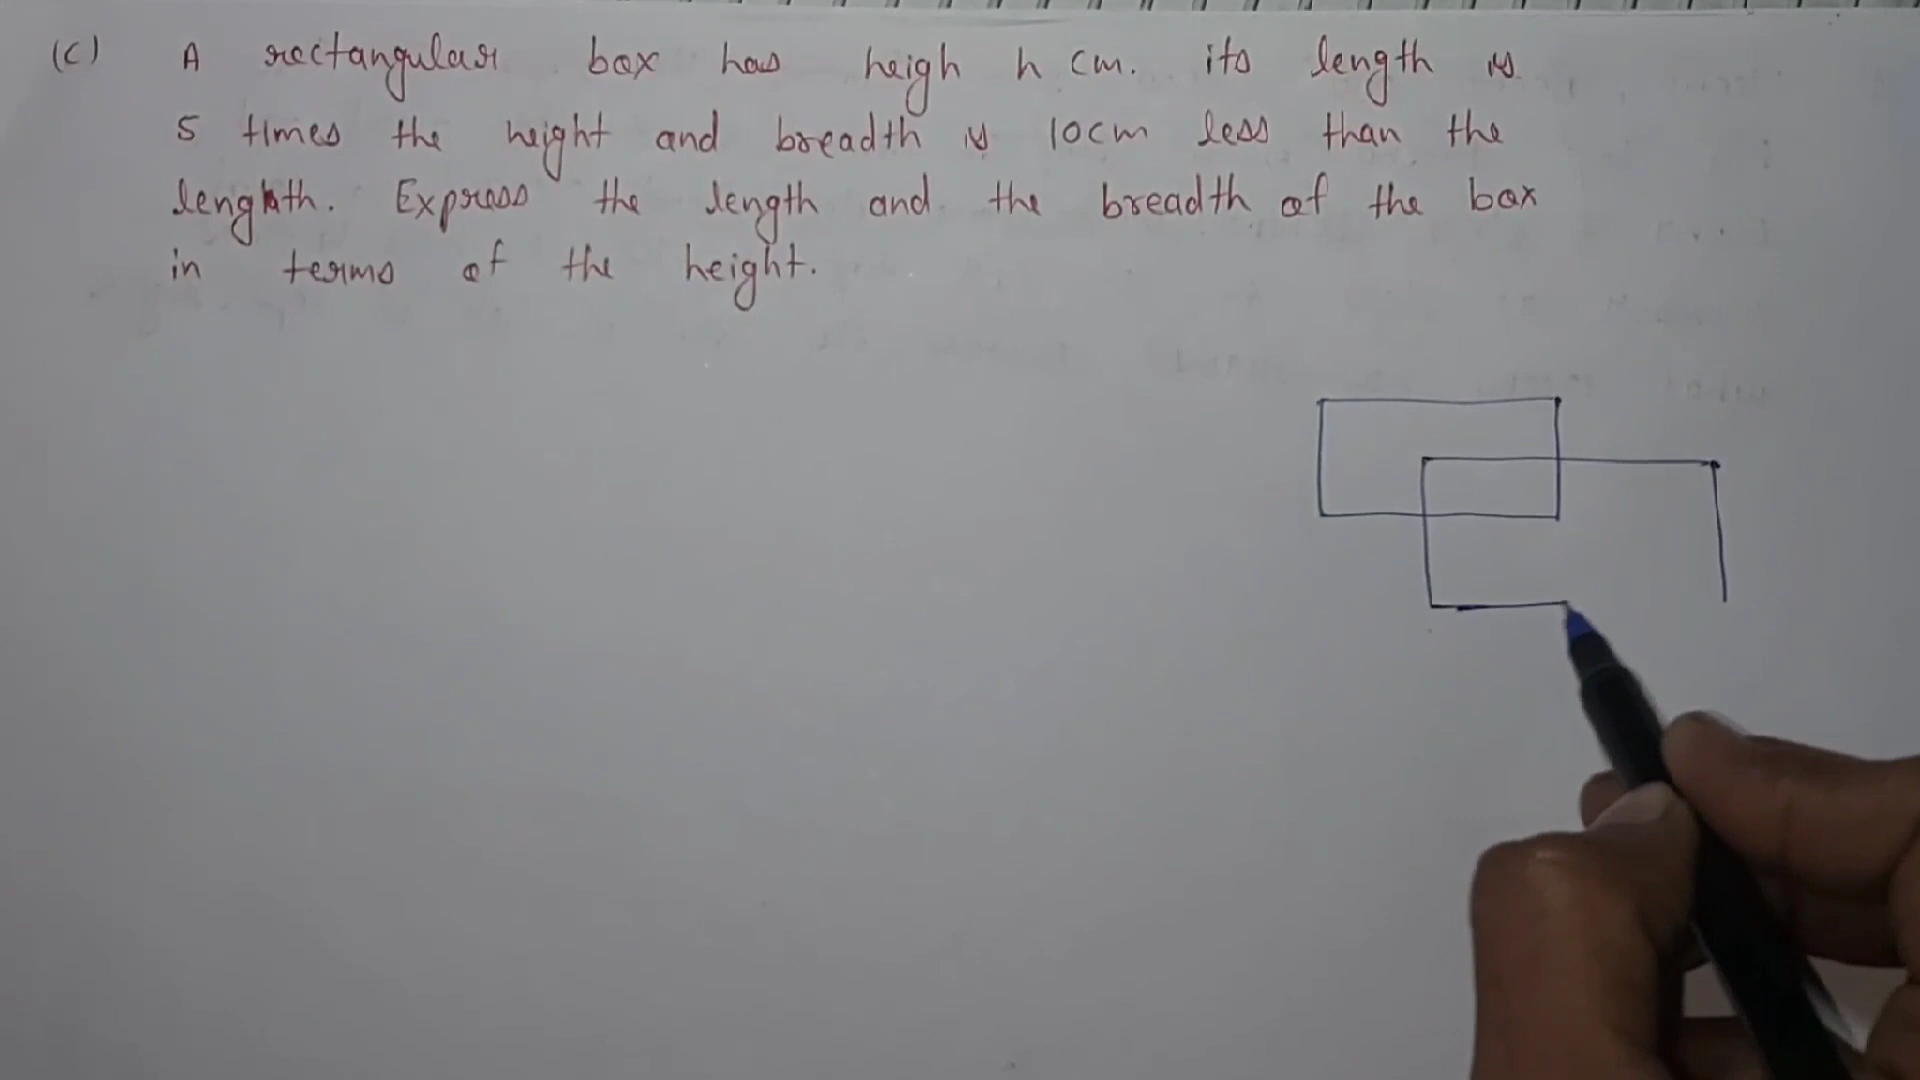 (c) A rectangular box has heigh h cm. its length is
5 times the height and breadth is 10cm less than the
length. Express the length and the breadth of the box
in terms of the height.